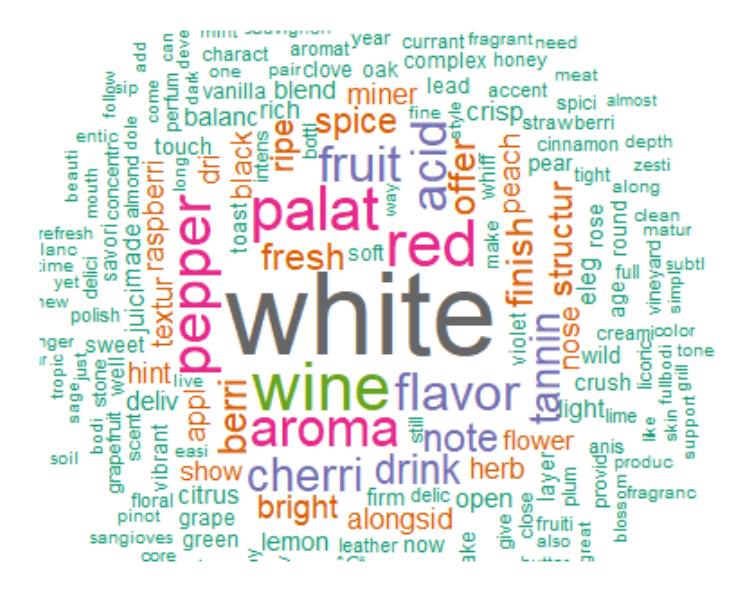 mint sauvignon
can
deve
aromat
year
currant
fragrant
need
add
charact
clove
oak
complex
honey
one
pair
meat
sip
dark
vanilla
blend
miner
lead
accent
spici
almost
follow
come
perfum
balanc
rich
spice
fine
style
crisp
strawberri
entic
dole
touch
intens
ripe
bottl
fruit
acid
offer
whiff
peach
pear
cinnamon
depth
tight
zesti
beauti
mouth
concentr
almond
long
dri
black
toast
palat
way
along
refresh
savori
made
raspberri
pepper
fresh
soft
red
make
finish
structur
eleg
rose
round
clean
matur
time
yet
delici
juici
textur
white
age
full
vineyard
subtl
simpl
new
polish
violet
tannin
nose
creami
color
sweet
wine
flavor
wild
licoric
fullbodi
tone
tropic
just
stone
well
hint
live
berri
crush
grill
sage
deliv
appl
aroma
still
note
flower
light
lime
like
skin
support
bodi
grapefruit
scent
vibrant
easi
anis
soil
show
cherri
drink
herb
layer
plum
provid
produc
floral
citrus
bright
firm
delic
open
close
blossom
fragranc
pinot
grape
alongsid
give
fruiti
great
sangioves
green
lemon
leather
now
also
core